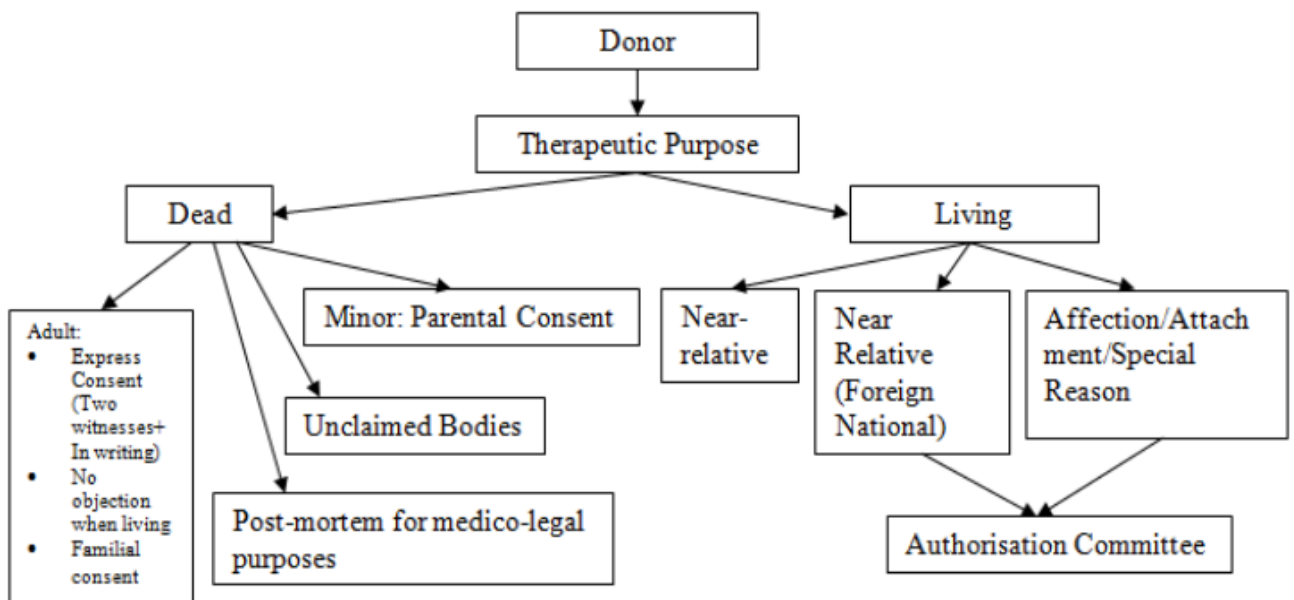 Donor
Therapeutic Purpose
Dead
Living
Adult:
• Express
Consent
(Two
witnesses+
In writing)
• No
objection
when living
• Familial
consent
Minor: Parental Consent
Unclaimed Bodies
Post-mortem for medico-legal
purposes
Near-
relative
Near
Relative
(Foreign
National)
Affection/Attach
ment/Special
Reason
Authorisation Committee